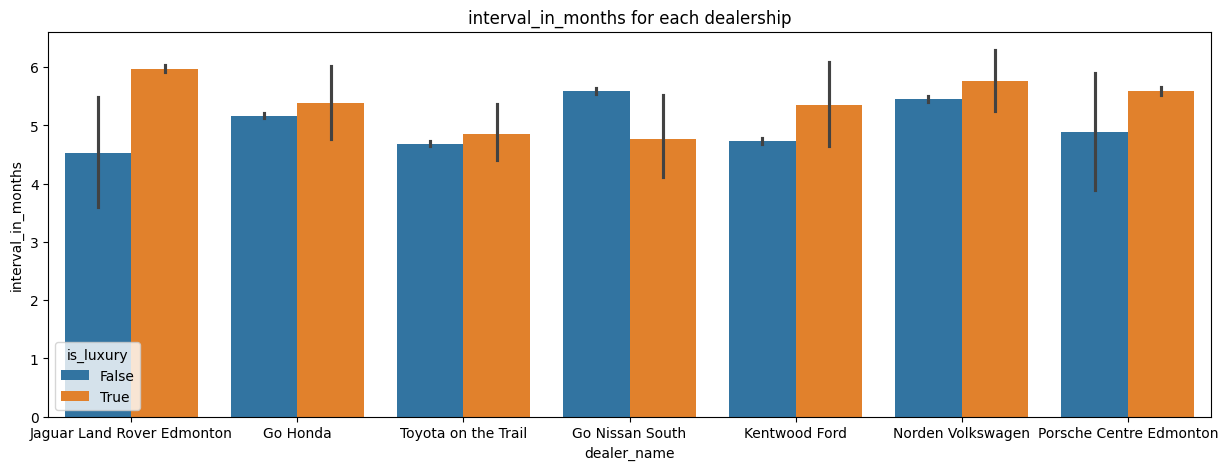 interval_in_months for each dealership
interval_in_months
6
5
4
3
2
1
0
is_luxury
False
True
Jaguar Land Rover Edmonton Go Honda Toyota on the Trail Go Nissan South Kentwood Ford Norden Volkswagen Porsche Centre Edmonton
dealer_name